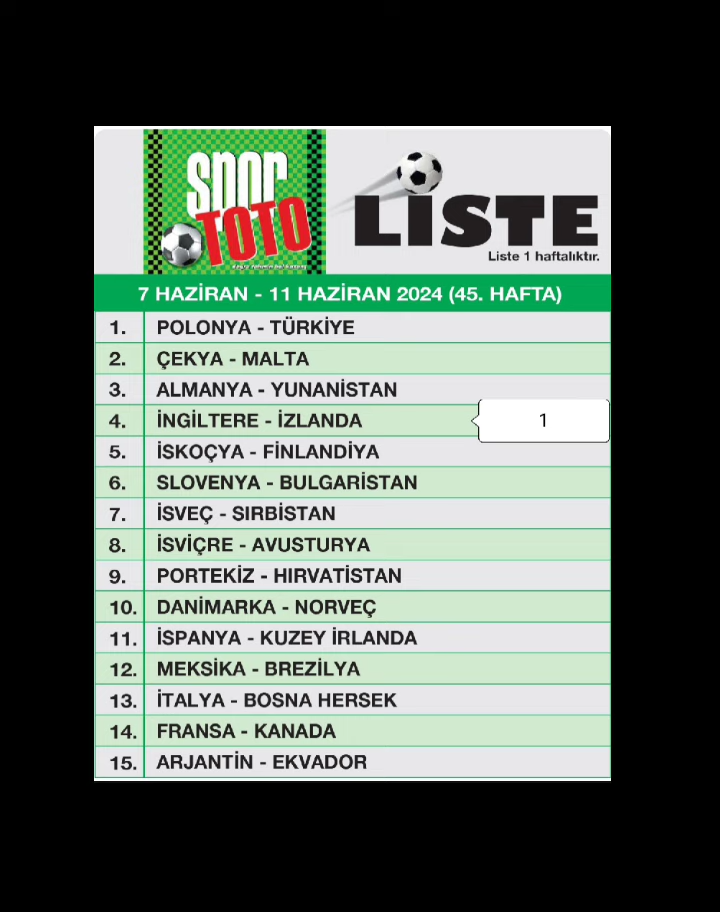 spor
TOTO
LİSTE
Liste 1 haftalıktır.
7 HAZİRAN - 11 HAZİRAN 2024 (45. HAFTA)
1. POLONYA - TÜRKİYE
2. ÇEKYA - MALTA
3. ALMANYA - YUNANİSTAN
4. İNGİLTERE - İZLANDA 1
5. İSKOÇYA - FİNLANDİYA
6. SLOVENYA - BULGARİSTAN
7. İSVEÇ - SIRBİSTAN
8. İSVİÇRE - AVUSTURYA
9. PORTEKİZ - HIRVATİSTAN
10. DANİMARKA - NORVEÇ
11. İSPANYA - KUZEY İRLANDA
12. MEKSİKA - BREZİLYA
13. İTALYA - BOSNA HERSEK
14. FRANSA - KANADA
15. ARJANTİN - EKVADOR